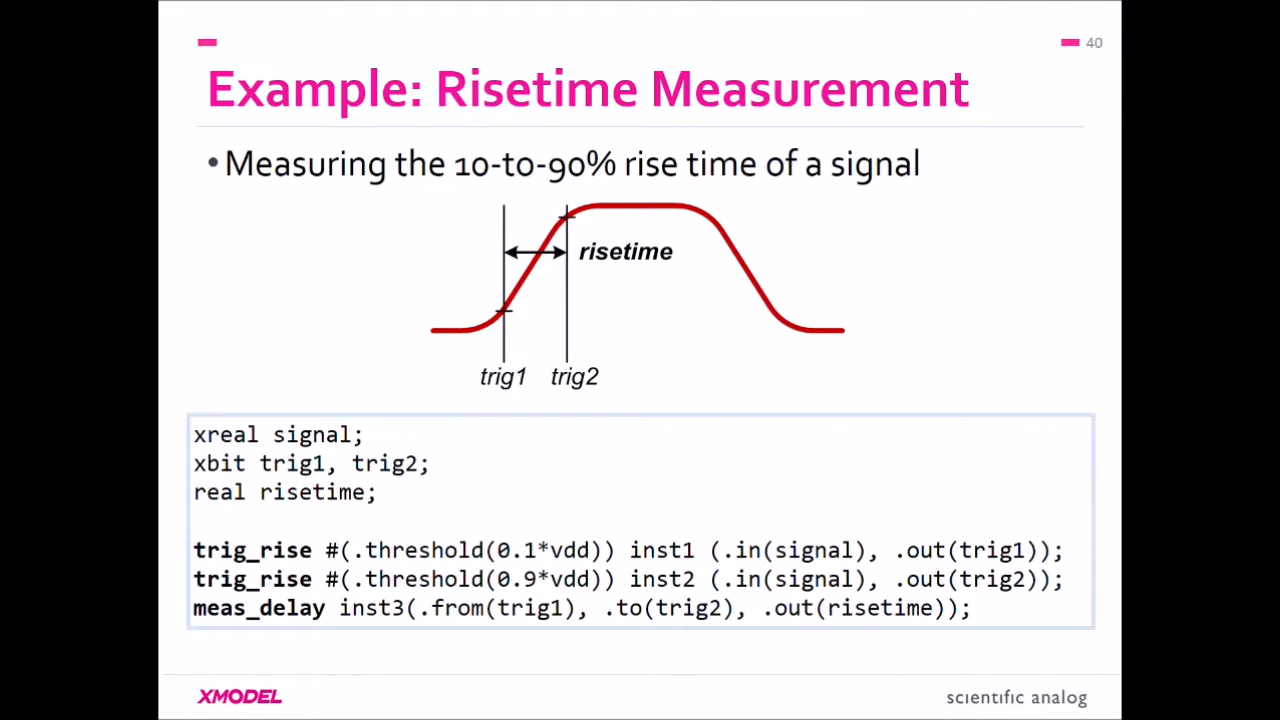 40
Example: Risetime Measurement
• Measuring the 10-to-90% rise time of a signal
risetime
trig1 trig2
xreal signal;
xbit trig1, trig2;
real risetime;
trig_rise #(.threshold(0.1*vdd)) inst1 (.in(signal), .out(trig1));
trig_rise #(.threshold(0.9*vdd)) inst2 (.in(signal), .out(trig2));
meas_delay inst3(.from(trig1), .to(trig2), .out(risetime));
XMODEL
scientific analog